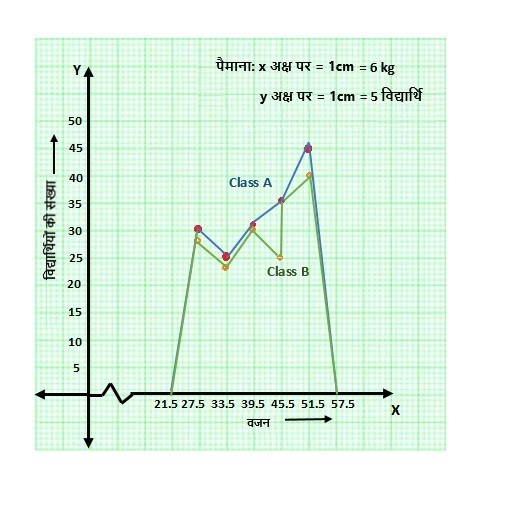 पैमाना: x अक्ष पर = 1cm = 6 kg
y अक्ष पर = 1cm = 5 विद्यार्थि
Y
50
45
40
35
30
25
20
15
10
5
विद्यार्थियों की संख्या
Class A
Class B
21.5 27.5 33.5 39.5 45.5 51.5 57.5
X
वजन